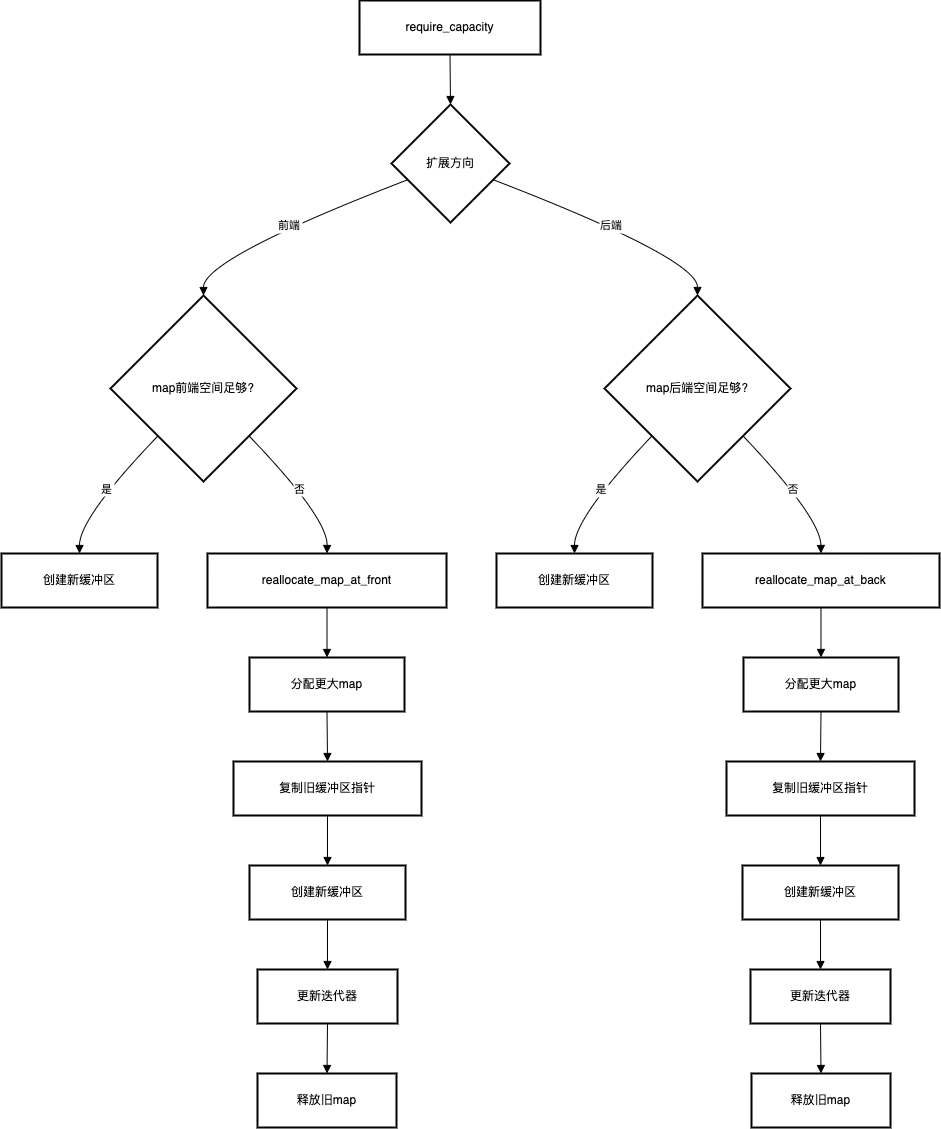 require_capacity
扩展方向
前端
后端
map前端空间足够?
map后端空间足够?
是
否
是
否
创建新缓冲区
reallocate_map_at_front
创建新缓冲区
reallocate_map_at_back
分配更大map
分配更大map
复制旧缓冲区指针
复制旧缓冲区指针
创建新缓冲区
创建新缓冲区
更新迭代器
更新迭代器
释放旧map
释放旧map